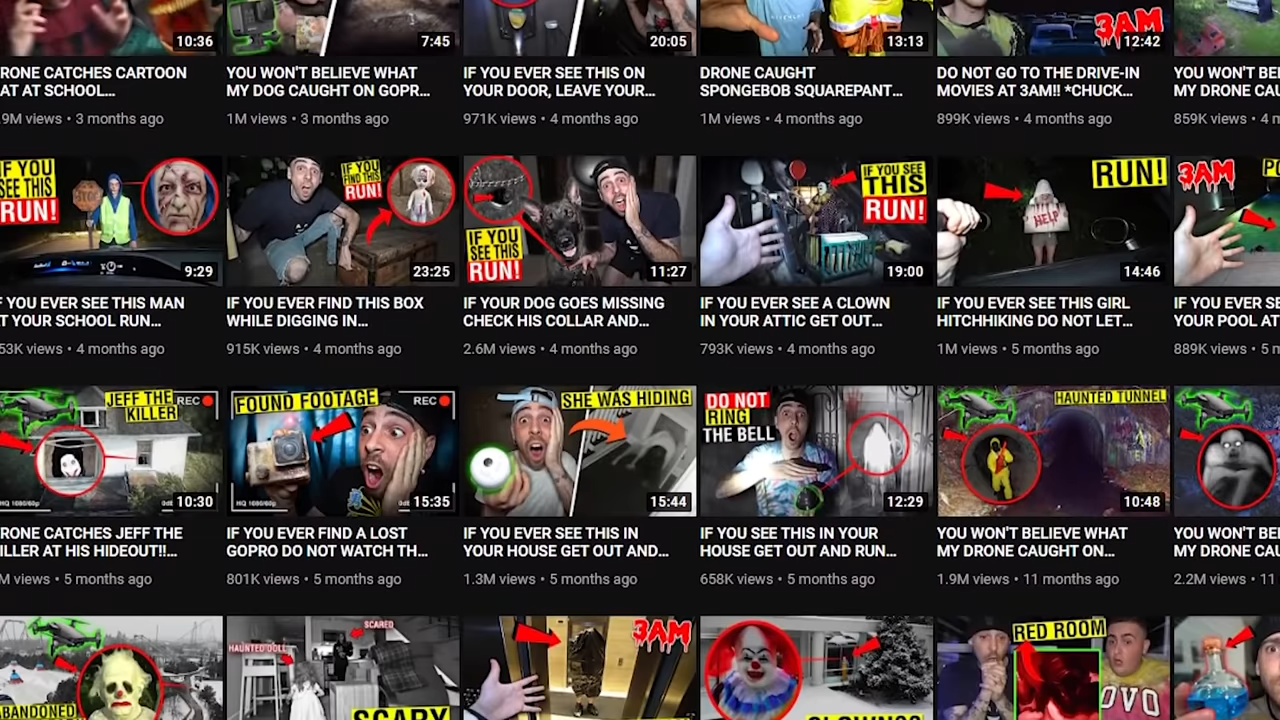 3AM
10:36
7:45
20:05
13:13
12:42
RONE CATCHES CARTOON
AT AT SCHOOL...
.9M views • 3 months ago
YOU WON'T BELIEVE WHAT
MY DOG CAUGHT ON GOPR...
1M views • 3 months ago
IF YOU EVER SEE THIS ON
YOUR DOOR, LEAVE YOUR...
971K views • 4 months ago
DRONE CAUGHT
SPONGEBOB SQUAREPANT...
1M views • 4 months ago
DO NOT GO TO THE DRIVE-IN
MOVIES AT 3AM!! *CHUCK...
899K views • 4 months ago
YOU WON'T BE
MY DRONE CAU
859K views • 4 m
IF YOU
SEE THIS
RUN!
STOP
9:29
IF YOU
FIND THIS
RUN!
23:25
IF YOU
SEE THIS
RUN!
11:27
IF YOU SEE
THIS
RUN!
19:00
RUN!
HELP
14:46
3AM
PO
F YOU EVER SEE THIS MAN
T YOUR SCHOOL RUN...
53K views • 4 months ago
IF YOU EVER FIND THIS BOX
WHILE DIGGING IN...
915K views • 4 months ago
IF YOUR DOG GOES MISSING
CHECK HIS COLLAR AND...
2.6M views • 4 months ago
IF YOU EVER SEE A CLOWN
IN YOUR ATTIC GET OUT...
793K views • 4 months ago
IF YOU EVER SEE THIS GIRL
HITCHHIKING DO NOT LET...
1M views • 5 months ago
IF YOU EVER SE
YOUR POOL AT
889K views • 5 m
JEFF THE
KILLER
REC
HQ 1080/60p
10:30
FOUND FOOTAGE
REC
HQ 1080/60p
15:35
SHE WAS HIDING
15:44
DO NOT
RING
THE BELL
12:29
HAUNTED TUNNEL
10:48
RONE CATCHES JEFF THE
ILLER AT HIS HIDEOUT!!...
M views • 5 months ago
IF YOU EVER FIND A LOST
GOPRO DO NOT WATCH TH...
801K views • 5 months ago
IF YOU EVER SEE THIS IN
YOUR HOUSE GET OUT AND...
1.3M views • 5 months ago
IF YOU SEE THIS IN YOUR
HOUSE GET OUT AND RUN...
658K views • 5 months ago
YOU WON'T BELIEVE WHAT
MY DRONE CAUGHT ON...
1.9M views • 11 months ago
YOU WON'T BE
MY DRONE CAU
2.2M views • 11
ABANDONED
SCARED
HAUNTED DOLL
SCARY
3AM
CLOWNS
RED ROOM
OVO